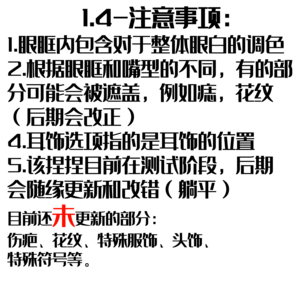 1.4-注意事项：
1.眼眶内包含对于整体眼白的调色
2.根据眼眶和嘴型的不同，有的部
分可能会被遮盖，例如痣，花纹
（后期会改正）
4.耳饰选项指的是耳饰的位置
5.该捏捏目前在测试阶段，后期
会随缘更新和改错（躺平）
目前还未更新的部分：
伤疤、花纹、特殊服饰、头饰、
特殊符号等。